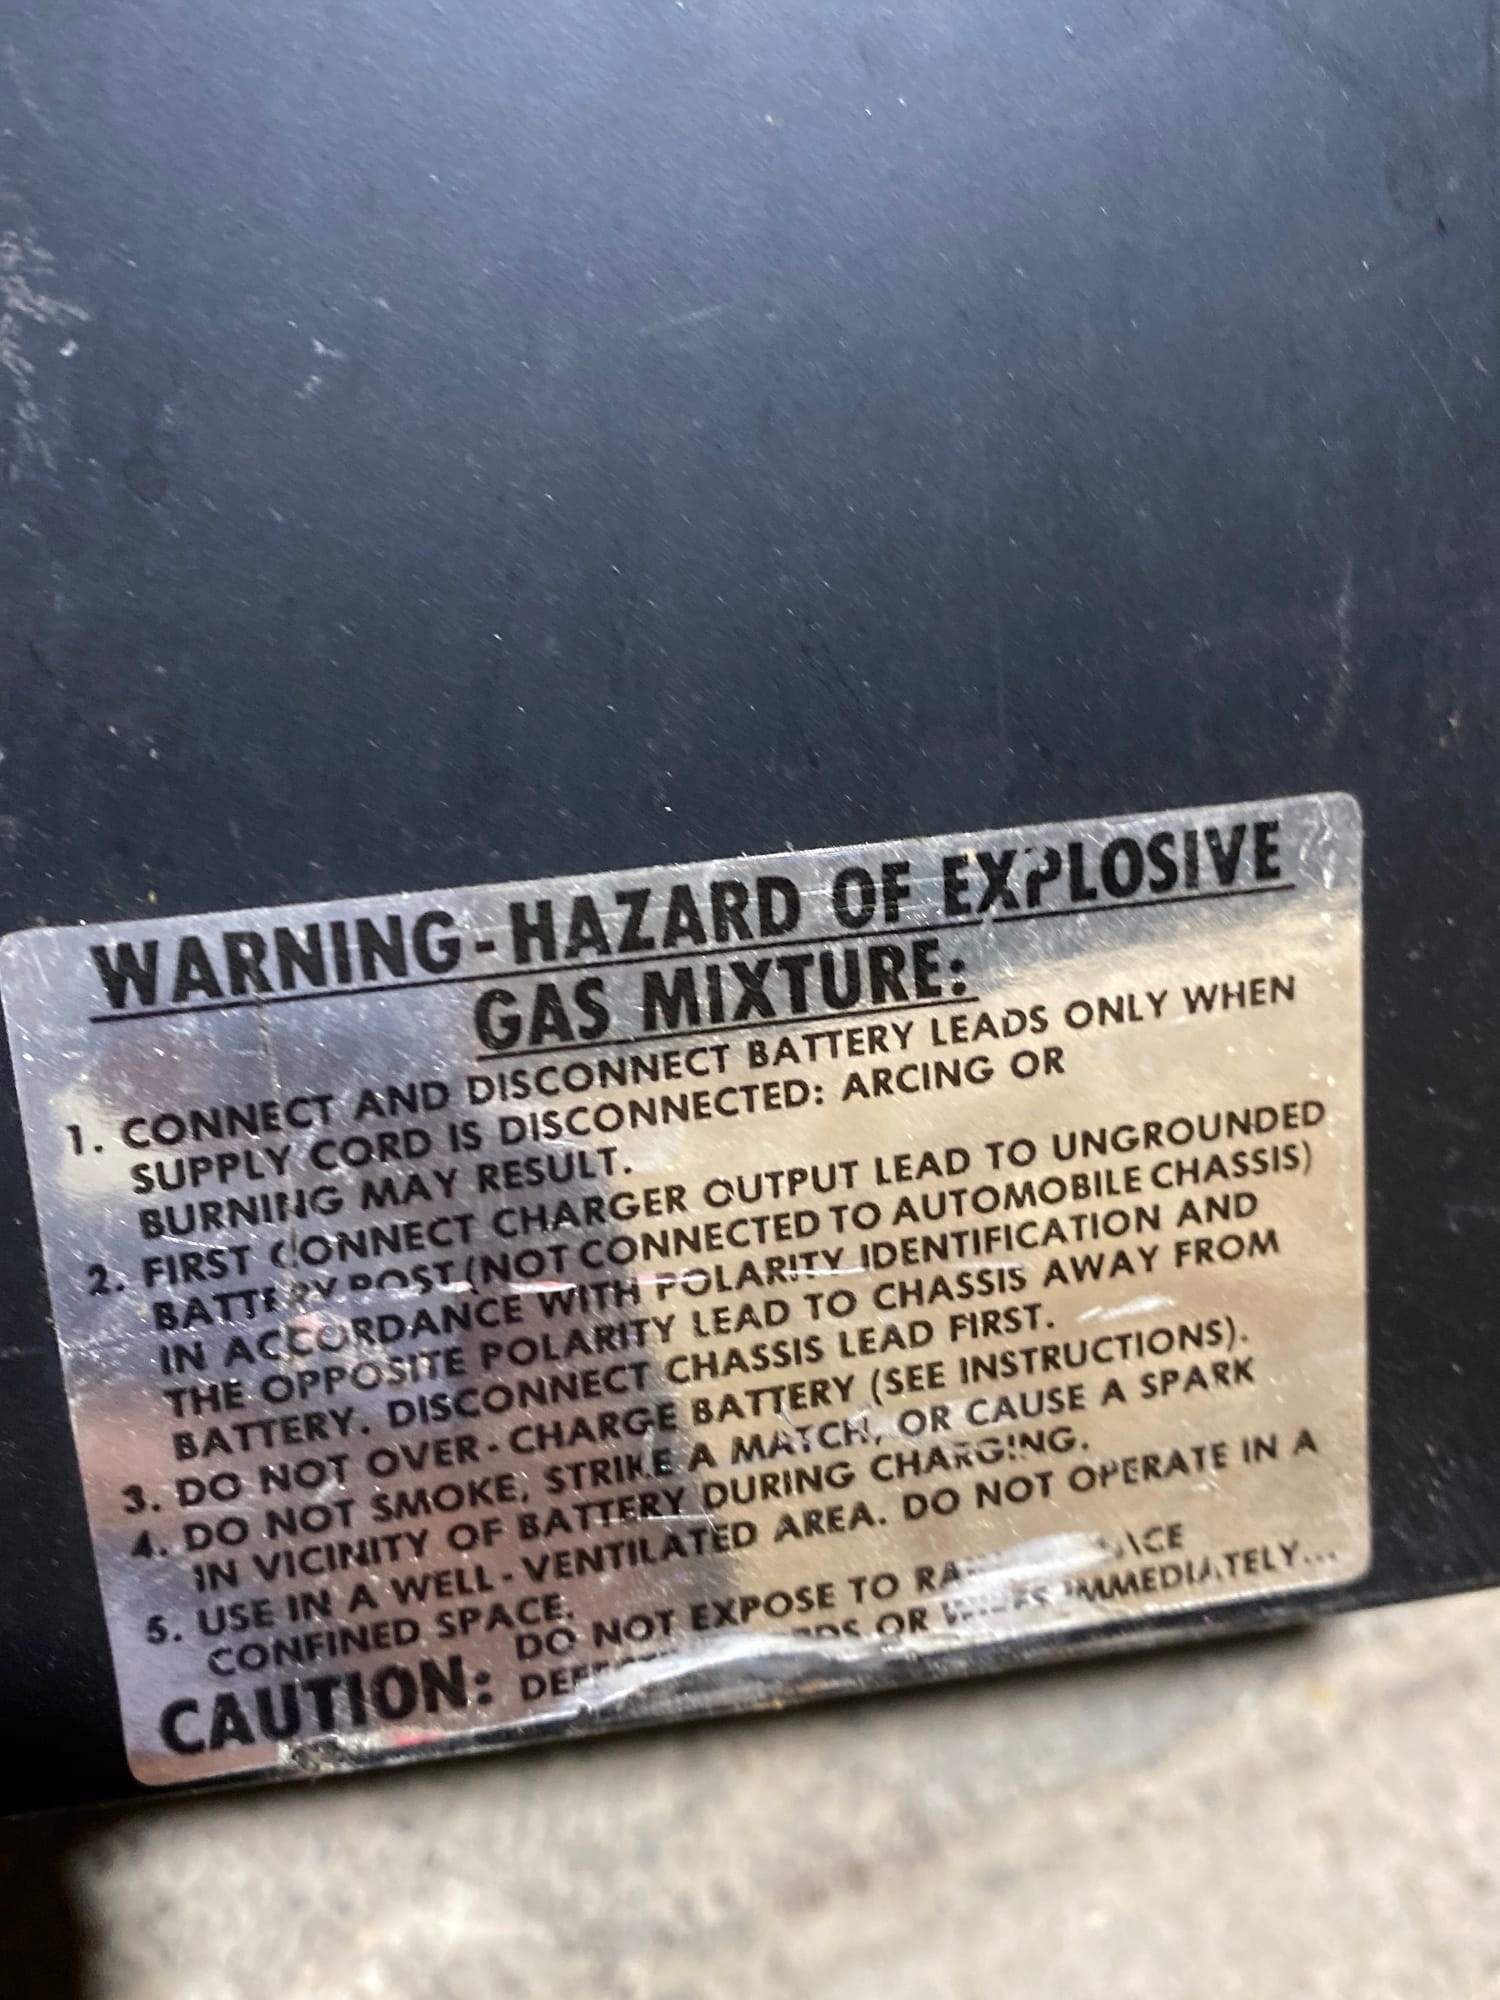 WARNING-HAZARD OF EXPLOSIVE
GAS MIXTURE:
1. CONNECT AND DISCONNECT BATTERY LEADS ONLY WHEN
SUPPLY CORD IS DISCONNECTED: ARCING OR
BURNING MAY RESULT.
2. FIRST CONNECT CHARGER OUTPUT LEAD TO UNGROUNDED
BATTERY POST (NOT CONNECTED TO AUTOMOBILE CHASSIS)
IN ACCORDANCE WITH POLARITY IDENTIFICATION AND
THE OPPOSITE POLARITY LEAD TO CHASSIS AWAY FROM
BATTERY. DISCONNECT CHASSIS LEAD FIRST.
3. DO NOT OVER-CHARGE BATTERY (SEE INSTRUCTIONS).
4. DO NOT SMOKE, STRIKE A MATCH, OR CAUSE A SPARK
IN VICINITY OF BATTERY DURING CHARGING.
5. USE IN A WELL-VENTILATED AREA. DO NOT OPERATE IN A
CONFINED SPACE.
CAUTION: DO NOT EXPOSE TO
OR IMMEDIATELY...